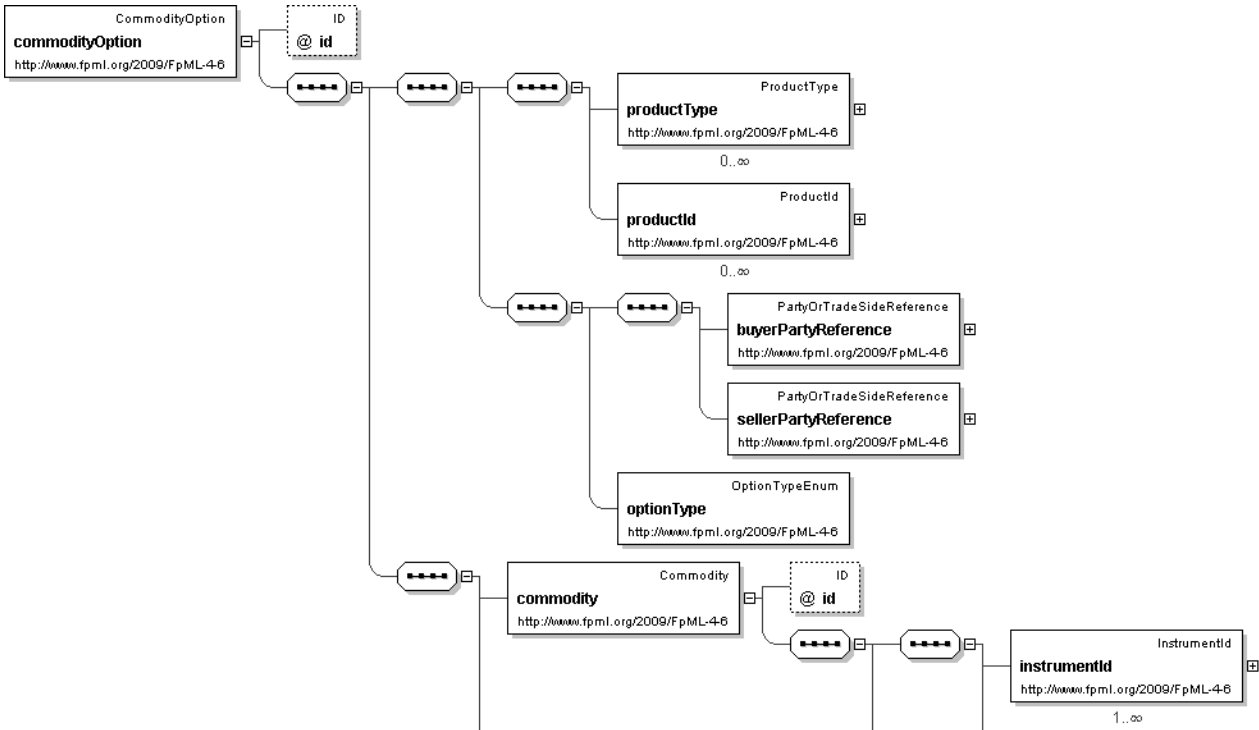 CommodityOption
commodityOption
http://www.fpml.org/2009/FpML-4-6
ID
@ id
ProductType
productType
http://www.fpml.org/2009/FpML-4-6
0..∞
ProductId
productId
http://www.fpml.org/2009/FpML-4-6
0..∞
PartyOrTradeSideReference
buyerPartyReference
http://www.fpml.org/2009/FpML-4-6
PartyOrTradeSideReference
sellerPartyReference
http://www.fpml.org/2009/FpML-4-6
OptionTypeEnum
optionType
http://www.fpml.org/2009/FpML-4-6
Commodity
commodity
http://www.fpml.org/2009/FpML-4-6
ID
@ id
InstrumentId
instrumentId
http://www.fpml.org/2009/FpML-4-6
1..∞